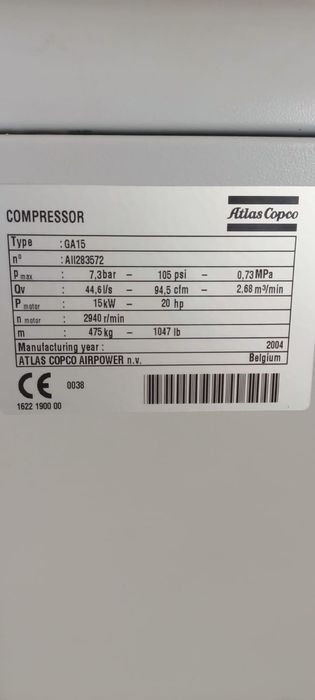 COMPRESSOR
Atlas Copco
Type : GA15
n° : AII283572
P max : 7,3bar – 105 psi – 0,73 MPa
Qv : 44,6l/s – 94,5 cfm – 2,68 m³/min
P motor : 15kW – 20 hp
n motor : 2940 r/min
m : 475 kg – 1047 lb
Manufacturing year : 2004
ATLAS COPCO AIRPOWER n.v. Belgium
CE 0038
1622 1900 00